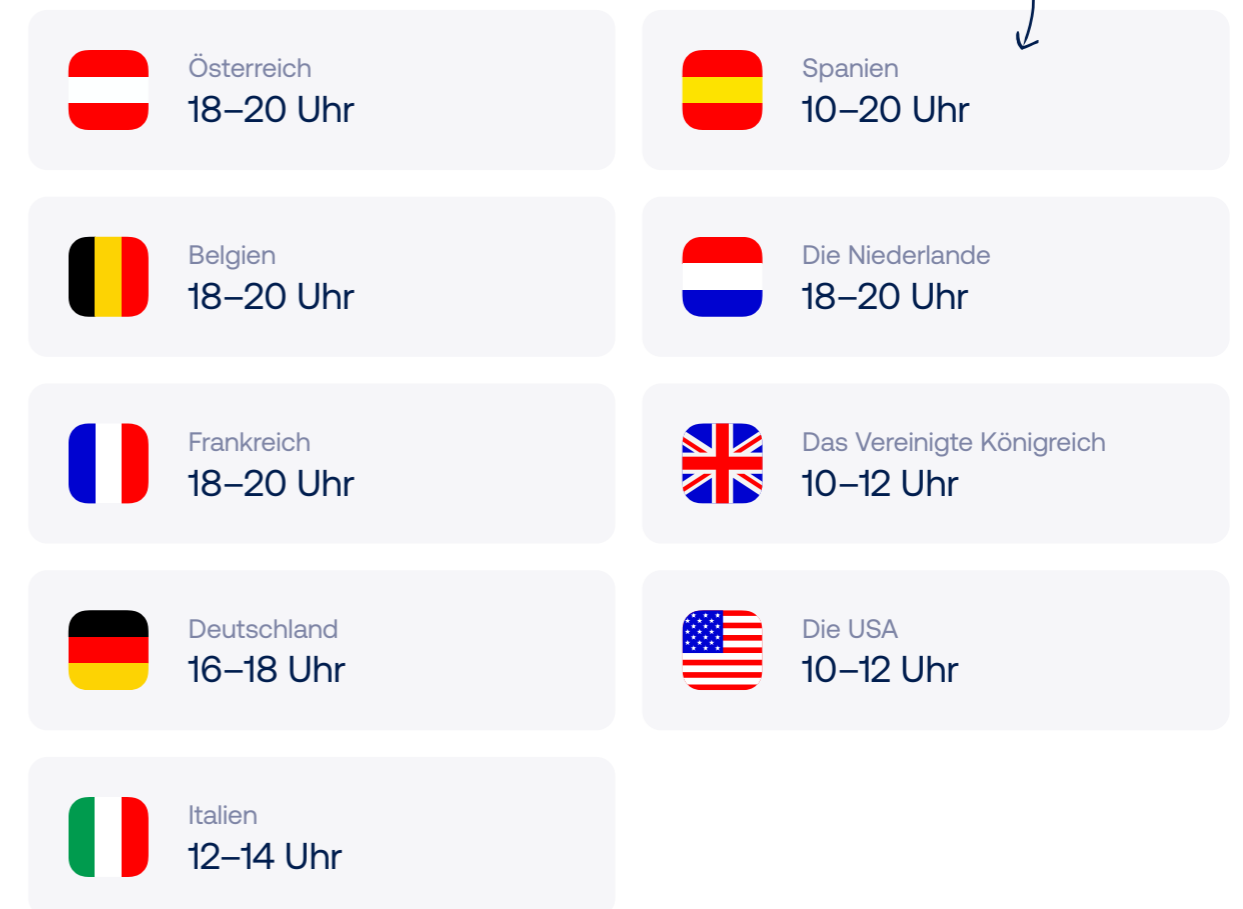 Österreich
18–20 Uhr
Spanien
10–20 Uhr
Belgien
18–20 Uhr
Die Niederlande
18–20 Uhr
Frankreich
18–20 Uhr
Das Vereinigte Königreich
10–12 Uhr
Deutschland
16–18 Uhr
Die USA
10–12 Uhr
Italien
12–14 Uhr